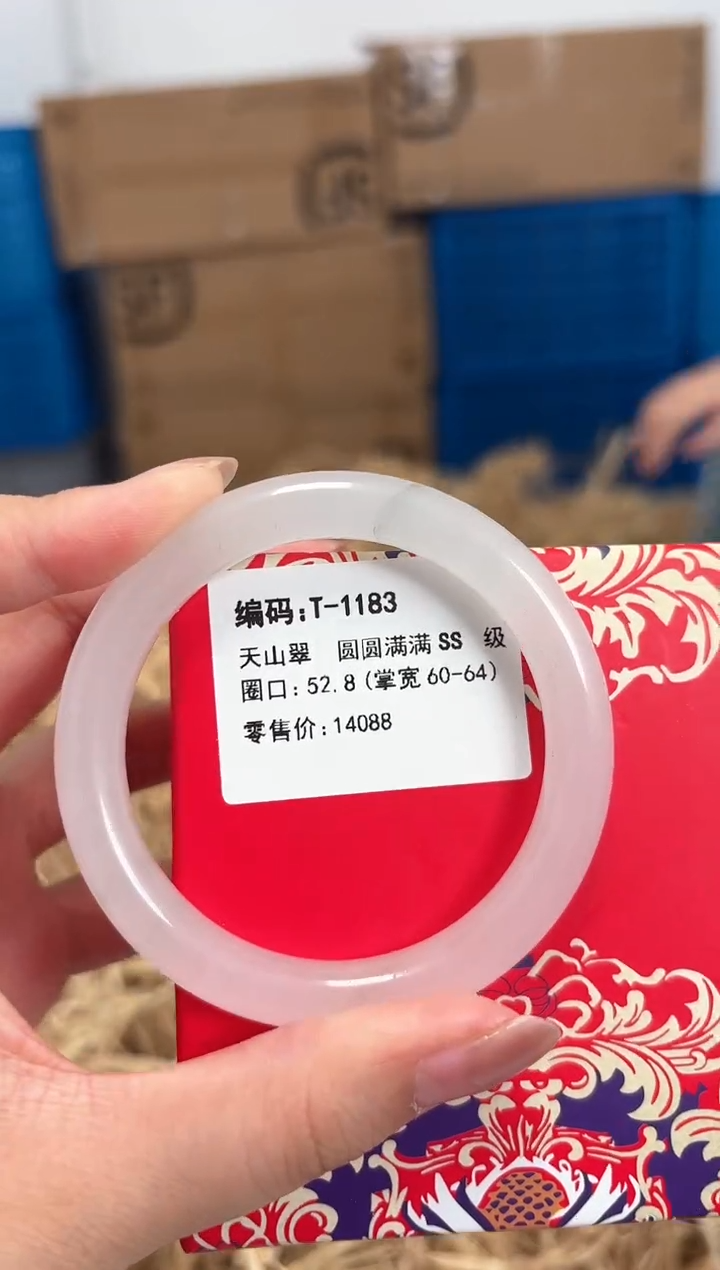 编码:T-1183
天山翠 圆圆满满 SS 级
圈口:52.8(掌宽 60-64)
零售价:14088